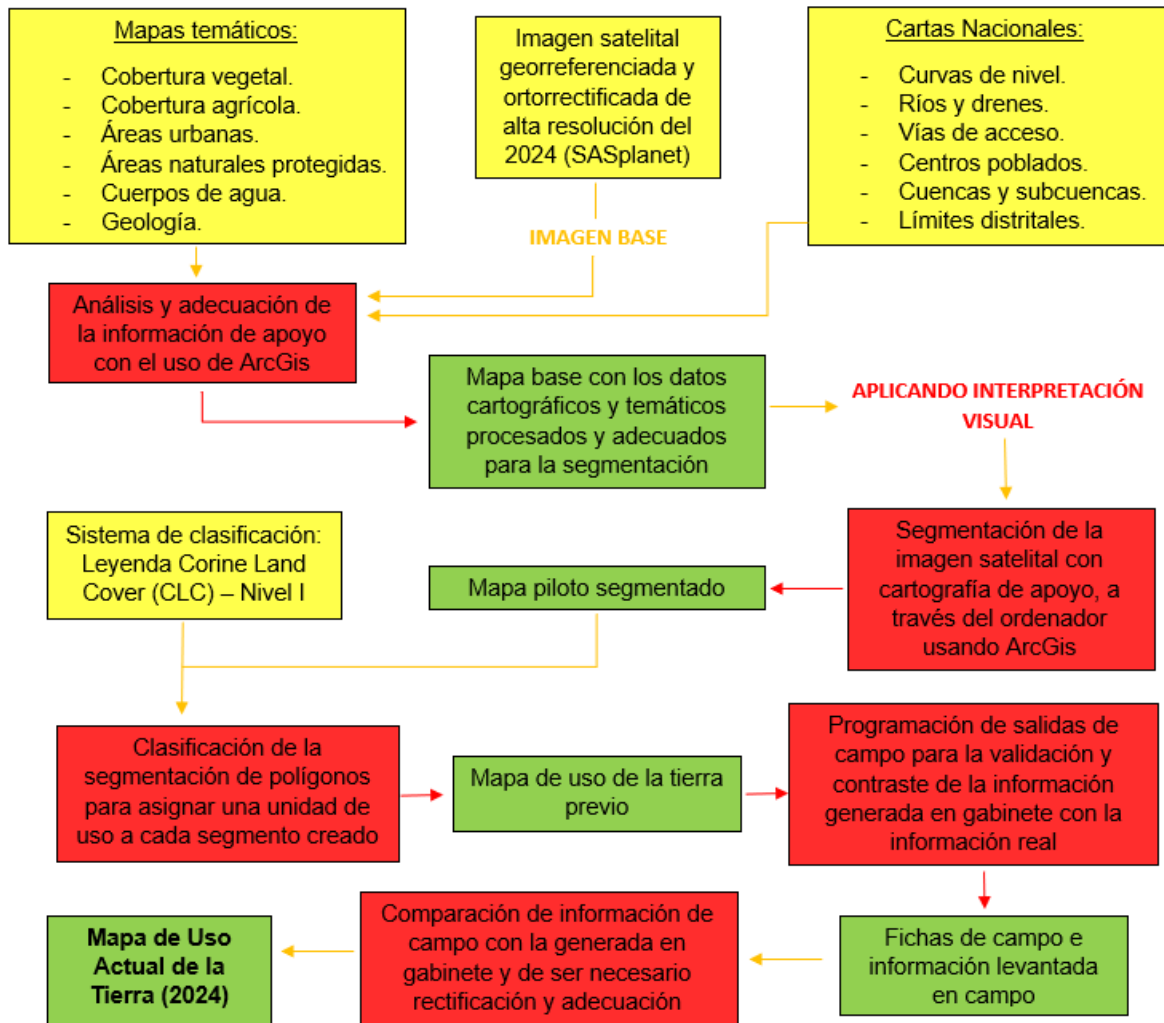 Mapas temáticos:
- Cobertura vegetal.
- Cobertura agrícola.
- Áreas urbanas.
- Áreas naturales protegidas.
- Cuerpos de agua.
- Geología.
Imagen satelital
georreferenciada y
ortorrectificada de
alta resolución del
2024 (SASplanet)
Cartas Nacionales:
- Curvas de nivel.
- Ríos y drenes.
- Vías de acceso.
- Centros poblados.
- Cuencas y subcuencas.
- Límites distritales.
IMAGEN BASE
Análisis y adecuación de
la información de apoyo
con el uso de ArcGis
Mapa base con los datos
cartográficos y temáticos
procesados y adecuados
para la segmentación
APLICANDO INTERPRETACIÓN
VISUAL
Sistema de clasificación:
Leyenda Corine Land
Cover (CLC) – Nivel I
Mapa piloto segmentado
Segmentación de la
imagen satelital con
cartografía de apoyo, a
través del ordenador
usando ArcGis
Clasificación de la
segmentación de polígonos
para asignar una unidad de
uso a cada segmento creado
Mapa de uso de la tierra
previo
Programación de salidas de
campo para la validación y
contraste de la información
generada en gabinete con la
información real
Mapa de Uso
Actual de la
Tierra (2024)
Comparación de información de
campo con la generada en
gabinete y de ser necesario
rectificación y adecuación
Fichas de campo e
información levantada
en campo